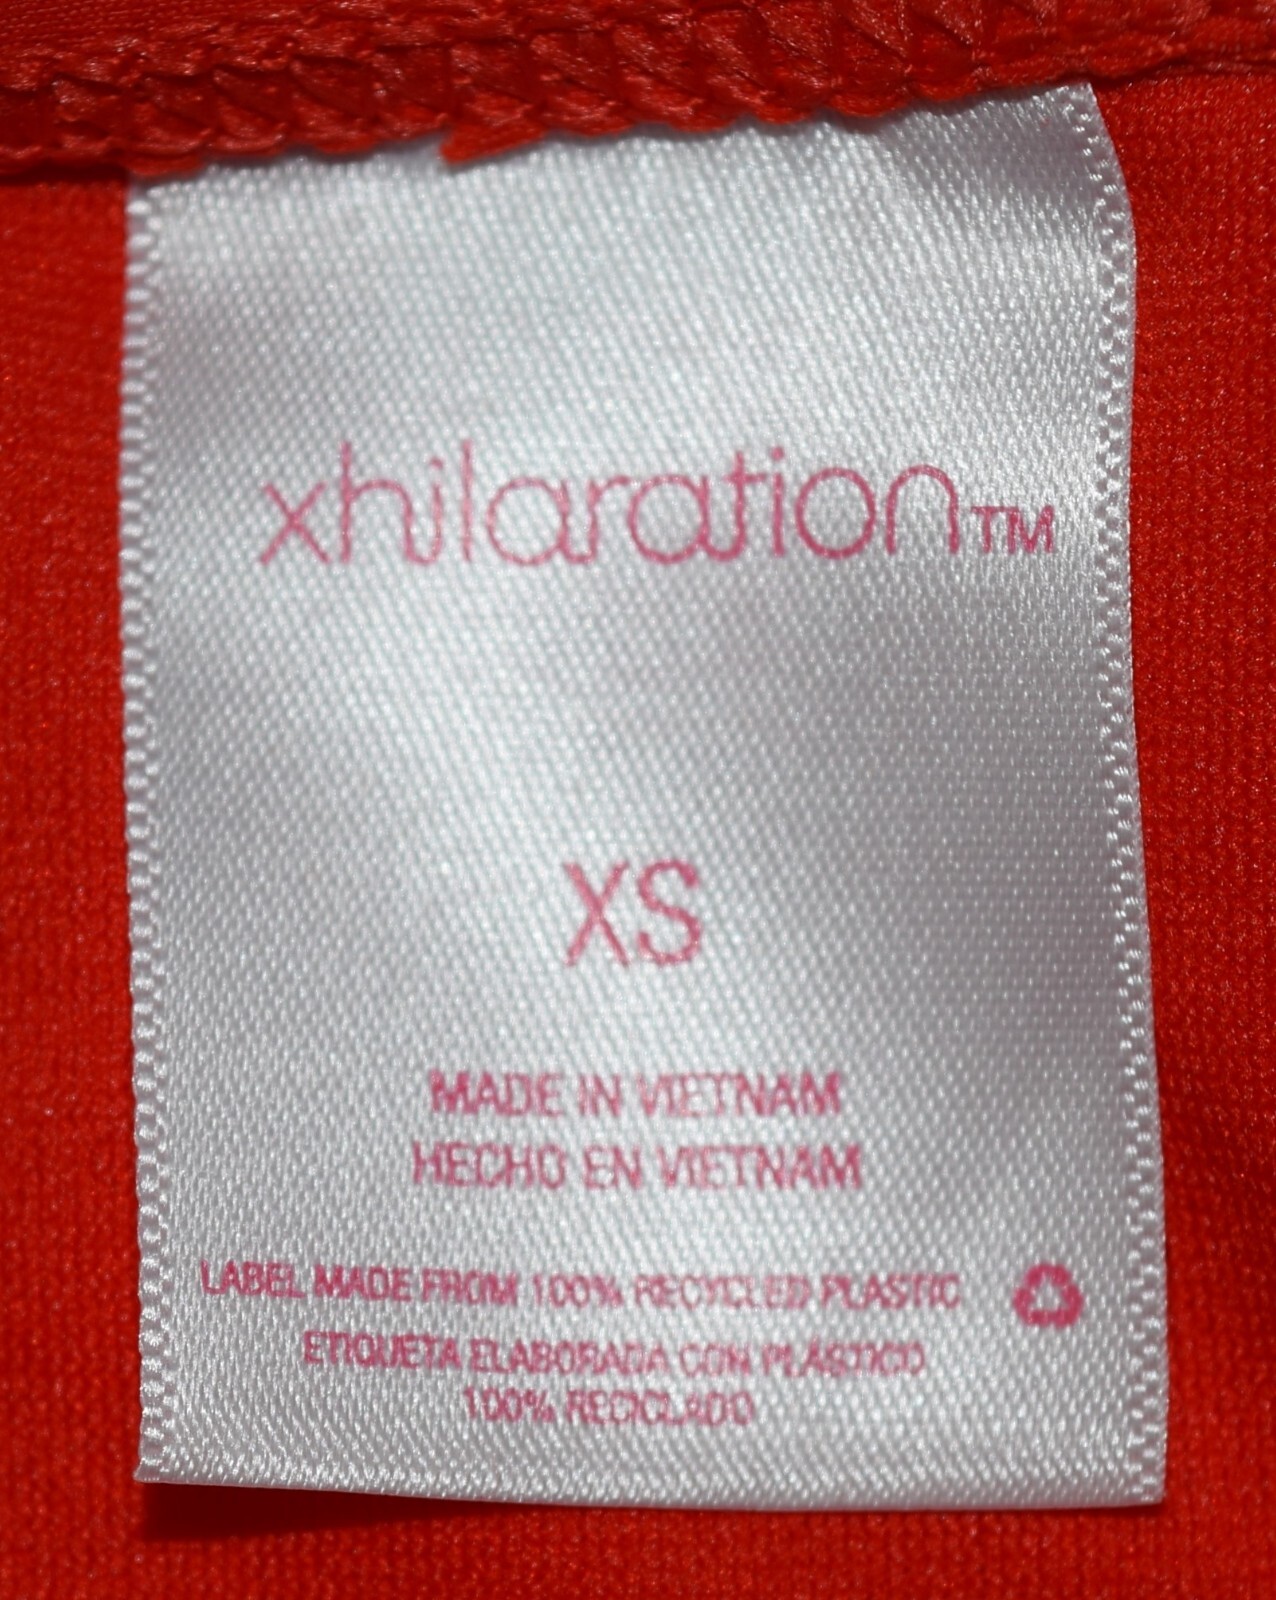 xhilaration™
XS
MADE IN VIETNAM
HECHO EN VIETNAM
LABEL MADE FROM 100% RECYCLED PLASTIC
ETIQUETA ELABORADA CON PLÁSTICO
100% RECICLADO